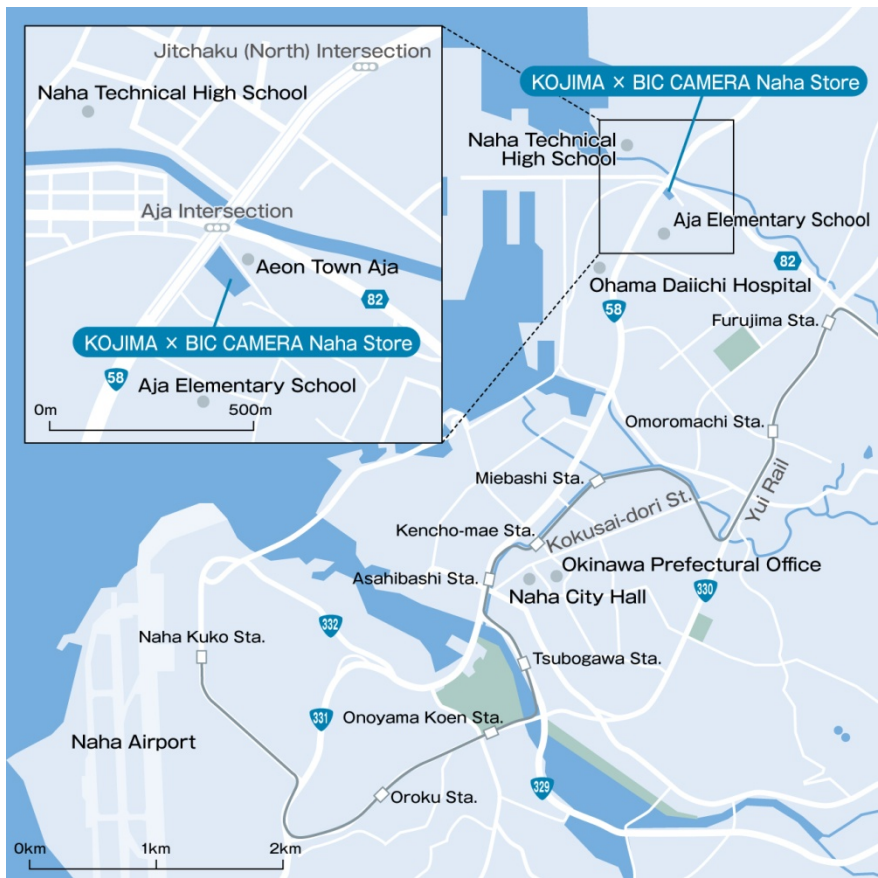 Jitchaku (North) Intersection
Naha Technical High School
Aja Intersection
Aeon Town Aja
82
KOJIMA × BIC CAMERA Naha Store
58
Aja Elementary School
0m
500m
KOJIMA × BIC CAMERA Naha Store
Naha Technical
High School
Aja Elementary School
82
Ohama Daiichi Hospital
58
Furujima Sta.
Omoromachi Sta.
Yui Rail
Miebashi Sta.
Kokusai-dori St.
Kencho-mae Sta.
Okinawa Prefectural Office
Asahibashi Sta.
Naha City Hall
330
332
Naha Kuko Sta.
Tsubogawa Sta.
331
Onoyama Koen Sta.
Naha Airport
329
Oroku Sta.
0km
1km
2km